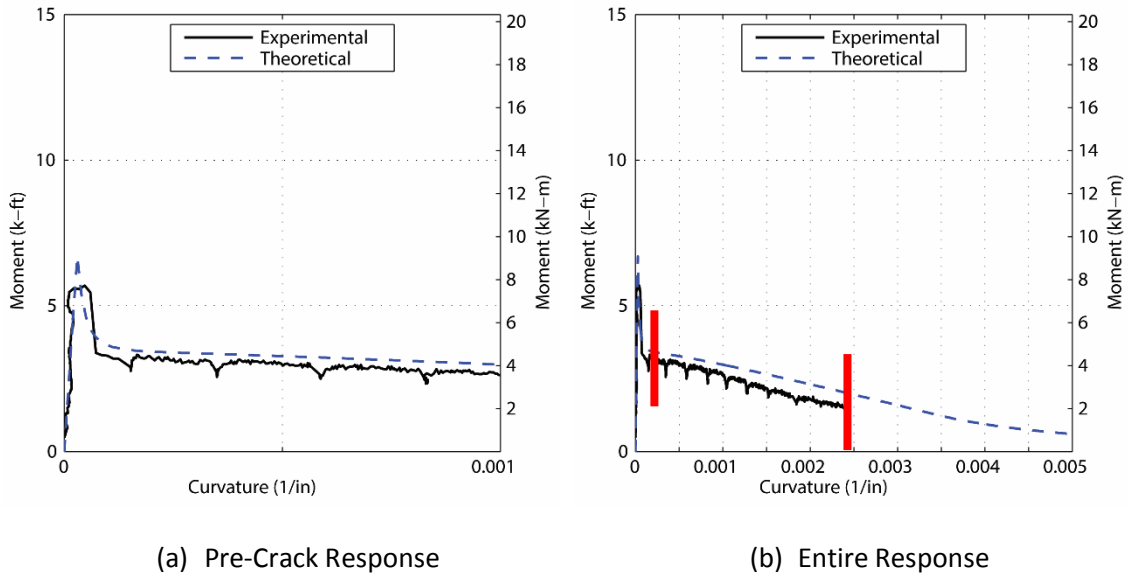 15
10
5
0
Moment (k-ft)
Experimental
Theoretical
20
18
16
14
12
10
8
6
4
2
Moment (kN-m)
0
0.001
Curvature (1/in)
15
10
5
0
Moment (k-ft)
Experimental
Theoretical
20
18
16
14
12
10
8
6
4
2
Moment (kN-m)
0 0.001 0.002 0.003 0.004 0.005
Curvature (1/in)
(a) Pre-Crack Response
(b) Entire Response